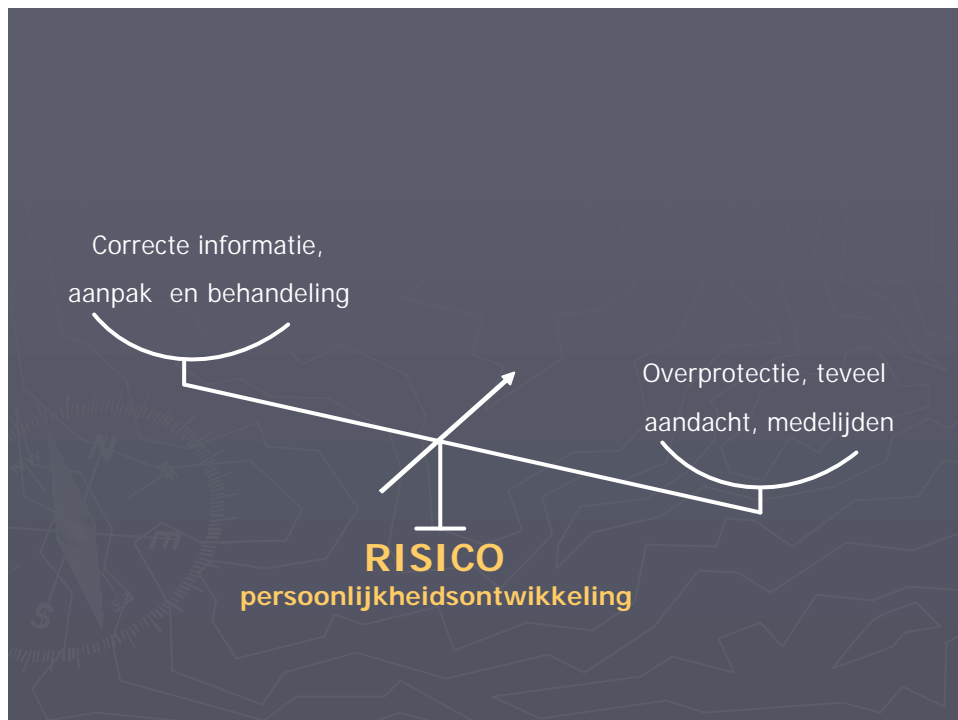 Correcte informatie,
aanpak en behandeling
Overprotectie, teveel
aandacht, medelijden
RISICO
persoonlijkheidsontwikkeling
N
E
S